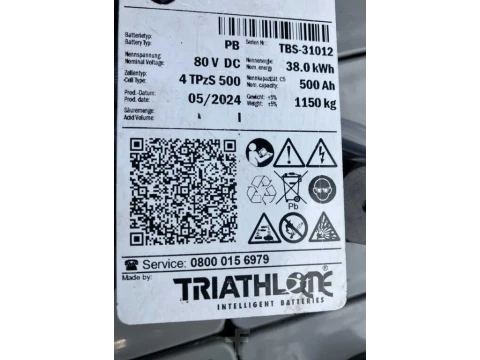 Batterietyp:
Battery Typ: PB
Serien Nr.: TBS-31012
Nennspannung
Nominal Voltage: 80 V DC
Nennenergie:
Nom. energy 38.0 kWh
Zellentyp:
Cell Type: 4 TPzS 500
Nennkapazität C5
Nom. capacity: 500 Ah
Prod.-Datum:
Prod. date: 05/2024
Gewicht: ±5%
Weight: ±5% 1150 kg
Säuremenge:
Acid Volume: l
Pb
Service: 0800 015 6979
Made by:
TRIATHLONE
INTELLIGENT BATTERIES